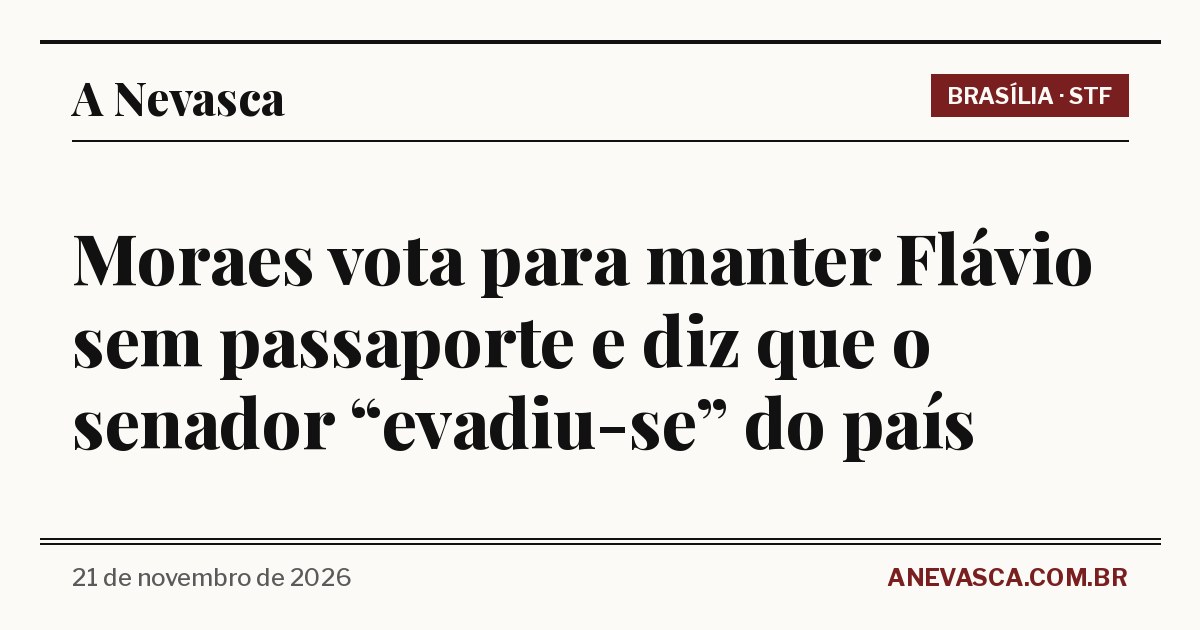 A Nevasca
BRASÍLIA · STF
Moraes vota para manter Flávio
sem passaporte e diz que o
senador “evadiu-se” do país
21 de novembro de 2026
ANEVASCA.COM.BR